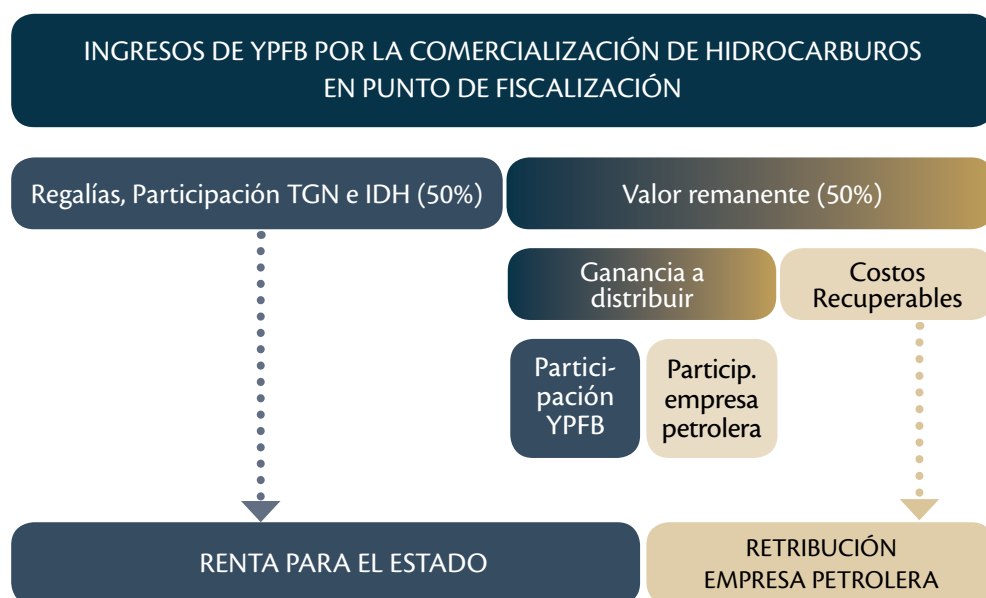 INGRESOS DE YPFB POR LA COMERCIALIZACIÓN DE HIDROCARBUROS
EN PUNTO DE FISCALIZACIÓN
Regalías, Participación TGN e IDH (50%)
Valor remanente (50%)
Ganancia a
distribuir
Costos
Recuperables
Partici-
pación
YPFB
Particip.
empresa
petrolera
RENTA PARA EL ESTADO
RETRIBUCIÓN
EMPRESA PETROLERA